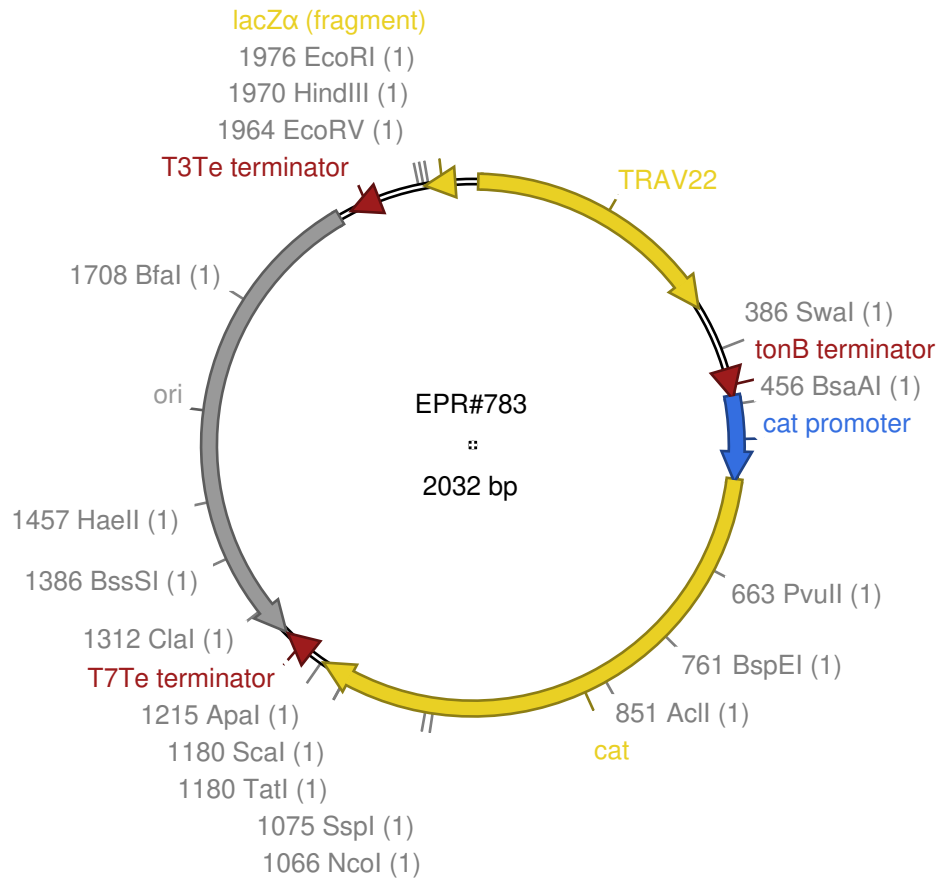 lacZα (fragment)
1976 EcoRI (1)
1970 HindIII (1)
1964 EcoRV (1)
T3Te terminator
TRAV22
1708 BfaI (1)
386 SwaI (1)
tonB terminator
456 BsaAI (1)
ori
EPR#783
cat promoter
2032 bp
1457 HaeII (1)
1386 BssSI (1)
663 PvuII (1)
1312 ClaI (1)
761 BspEI (1)
T7Te terminator
1215 ApaI (1)
851 AclI (1)
1180 ScaI (1)
cat
1180 TatI (1)
1075 SspI (1)
1066 NcoI (1)